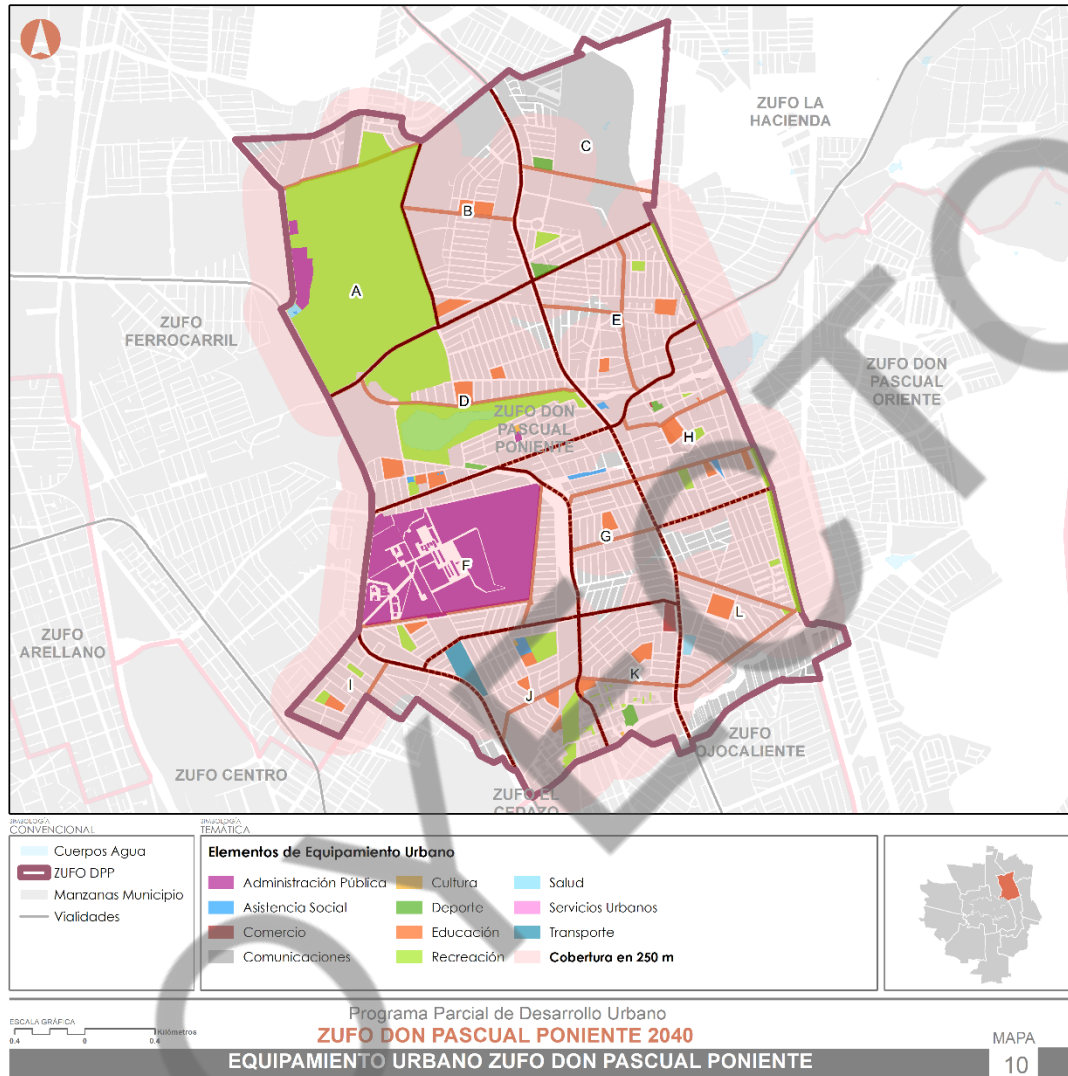 ZUFO LA
HACIENDA
C
B
A
ZUFO
FERROCARRIL
E
ZUFO DON
PASCUAL
ORIENTE
D
ZUFO DON
PASCUAL
PONIENTE
H
G
F
L
ZUFO
ARELLANO
K
I
J
ZUFO
OJOCALIENTE
ZUFO CENTRO
ZUFO EL
CEDAZO
PROYECTO
SIMBOLOGÍA
CONVENCIONAL
Cuerpos Agua
ZUFO DPP
Manzanas Municipio
Vialidades
SIMBOLOGÍA
TEMÁTICA
Elementos de Equipamiento Urbano
Administración Pública
Asistencia Social
Comercio
Comunicaciones
Cultura
Deporte
Educación
Recreación
Salud
Servicios Urbanos
Transporte
Cobertura en 250 m
ESCALA GRÁFICA
0.4 0 0.4 Kilómetros
Programa Parcial de Desarrollo Urbano
ZUFO DON PASCUAL PONIENTE 2040
EQUIPAMIENTO URBANO ZUFO DON PASCUAL PONIENTE
MAPA
10